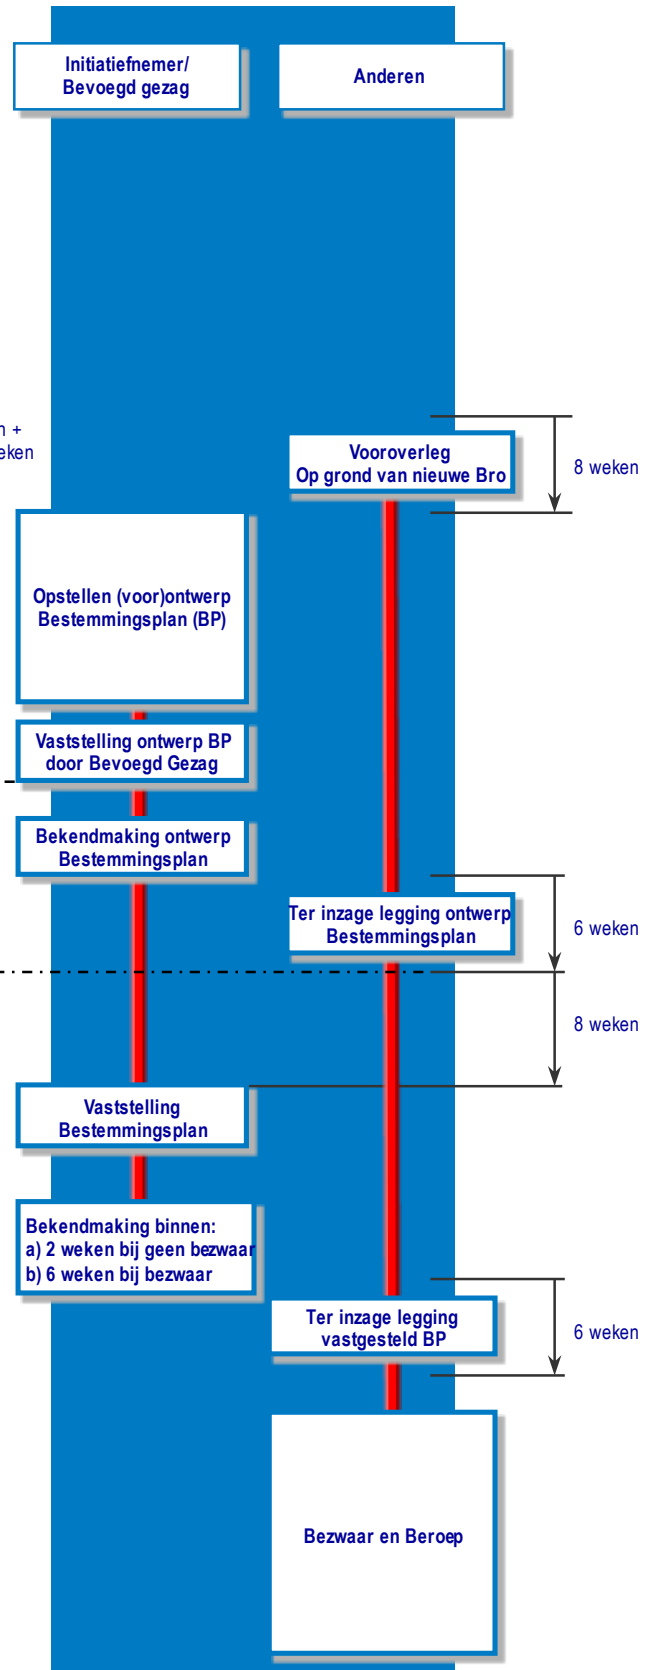 Initiatiefnemer/
Bevoegd gezag
Anderen
n +
eken
Vooroverleg
Op grond van nieuwe Bro
8 weken
Opstellen (voor)ontwerp
Bestemmingsplan (BP)
Vaststelling ontwerp BP
door Bevoegd Gezag
Bekendmaking ontwerp
Bestemmingsplan
Ter inzage legging ontwerp
Bestemmingsplan
6 weken
8 weken
Vaststelling
Bestemmingsplan
Bekendmaking binnen:
a) 2 weken bij geen bezwaar
b) 6 weken bij bezwaar
Ter inzage legging
vastgesteld BP
6 weken
Bezwaar en Beroep